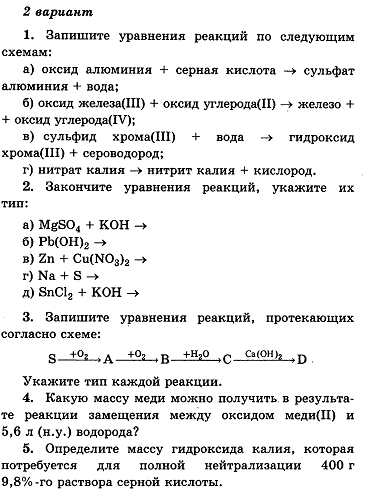 2 вариант
1. Запишите уравнения реакций по следующим
схемам:
а) оксид алюминия + серная кислота → сульфат
алюминия + вода;
б) оксид железа(III) + оксид углерода(II) → железо +
+ оксид углерода(IV);
в) сульфид хрома(III) + вода → гидроксид
хрома(III) + сероводород;
г) нитрат калия → нитрит калия + кислород.
2. Закончите уравнения реакций, укажите их
тип:
а) MgSO₄ + KOH →
б) Pb(OH)₂ →
в) Zn + Cu(NO₃)₂ →
г) Na + S →
д) SnCl₂ + KOH →
3. Запишите уравнения реакций, протекающих
согласно схеме:
S —+O₂→ A —+O₂→ B —+H₂O→ C —Ca(OH)₂→ D
Укажите тип каждой реакции.
4. Какую массу меди можно получить в результа-
те реакции замещения между оксидом меди(II) и
5,6 л (н.у.) водорода?
5. Определите массу гидроксида калия, которая
потребуется для полной нейтрализации 400 г
9,8%-го раствора серной кислоты.